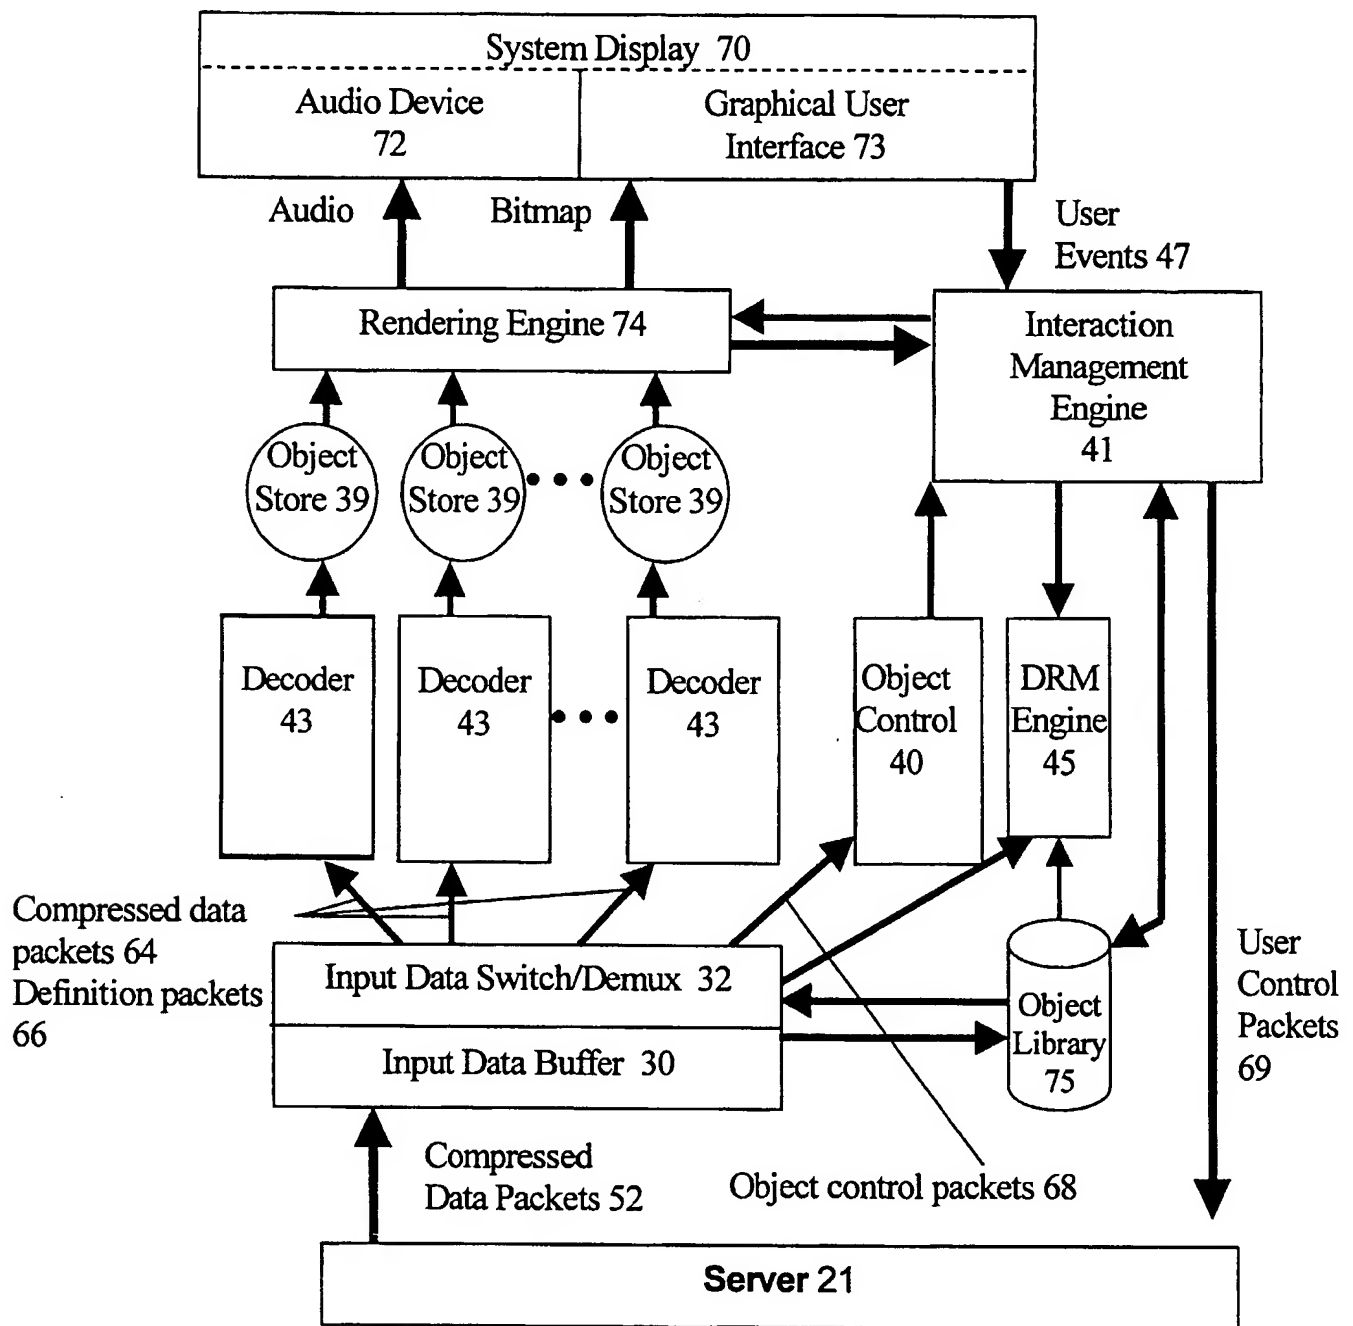 System Display 70
Audio Device
72
Graphical User
Interface 73
Audio
Bitmap
User
Events 47
Rendering Engine 74
Interaction
Management
Engine
41
Object
Store 39
Object
Store 39
Object
Store 39
Decoder
43
Decoder
43
Decoder
43
Object
Control
40
DRM
Engine
45
Compressed data
packets 64
Definition packets
66
Input Data Switch/Demux 32
Input Data Buffer 30
Object
Library
75
User
Control
Packets
69
Compressed
Data Packets 52
Object control packets 68
Server 21